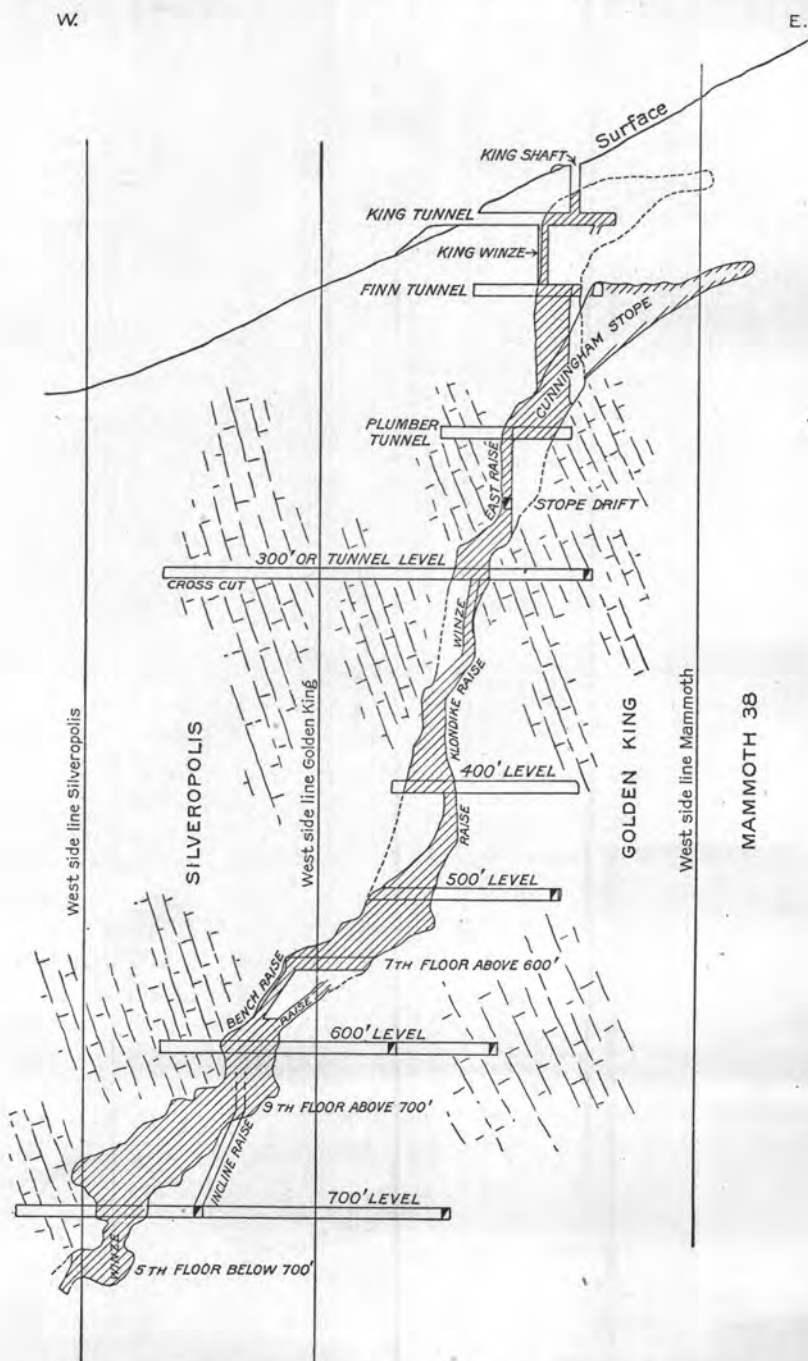 W.
E.
Surface
KING SHAFT
KING TUNNEL
KING WINZE
FINN TUNNEL
CUNNINGHAM STOPE
PLUMBER
TUNNEL
EAST RAISE
STOPE DRIFT
300' OR TUNNEL LEVEL
CROSS CUT
WINZE
KLONDIKE RAISE
West side line Silveropolis
SILVEROPOLIS
West side line Golden King
GOLDEN KING
West side line Mammoth
MAMMOTH 38
400' LEVEL
RAISE
500' LEVEL
7TH FLOOR ABOVE 600'
BENCH RAISE
RAISE
600' LEVEL
9TH FLOOR ABOVE 700'
INCLINE RAISE
700' LEVEL
WINZE
5TH FLOOR BELOW 700'